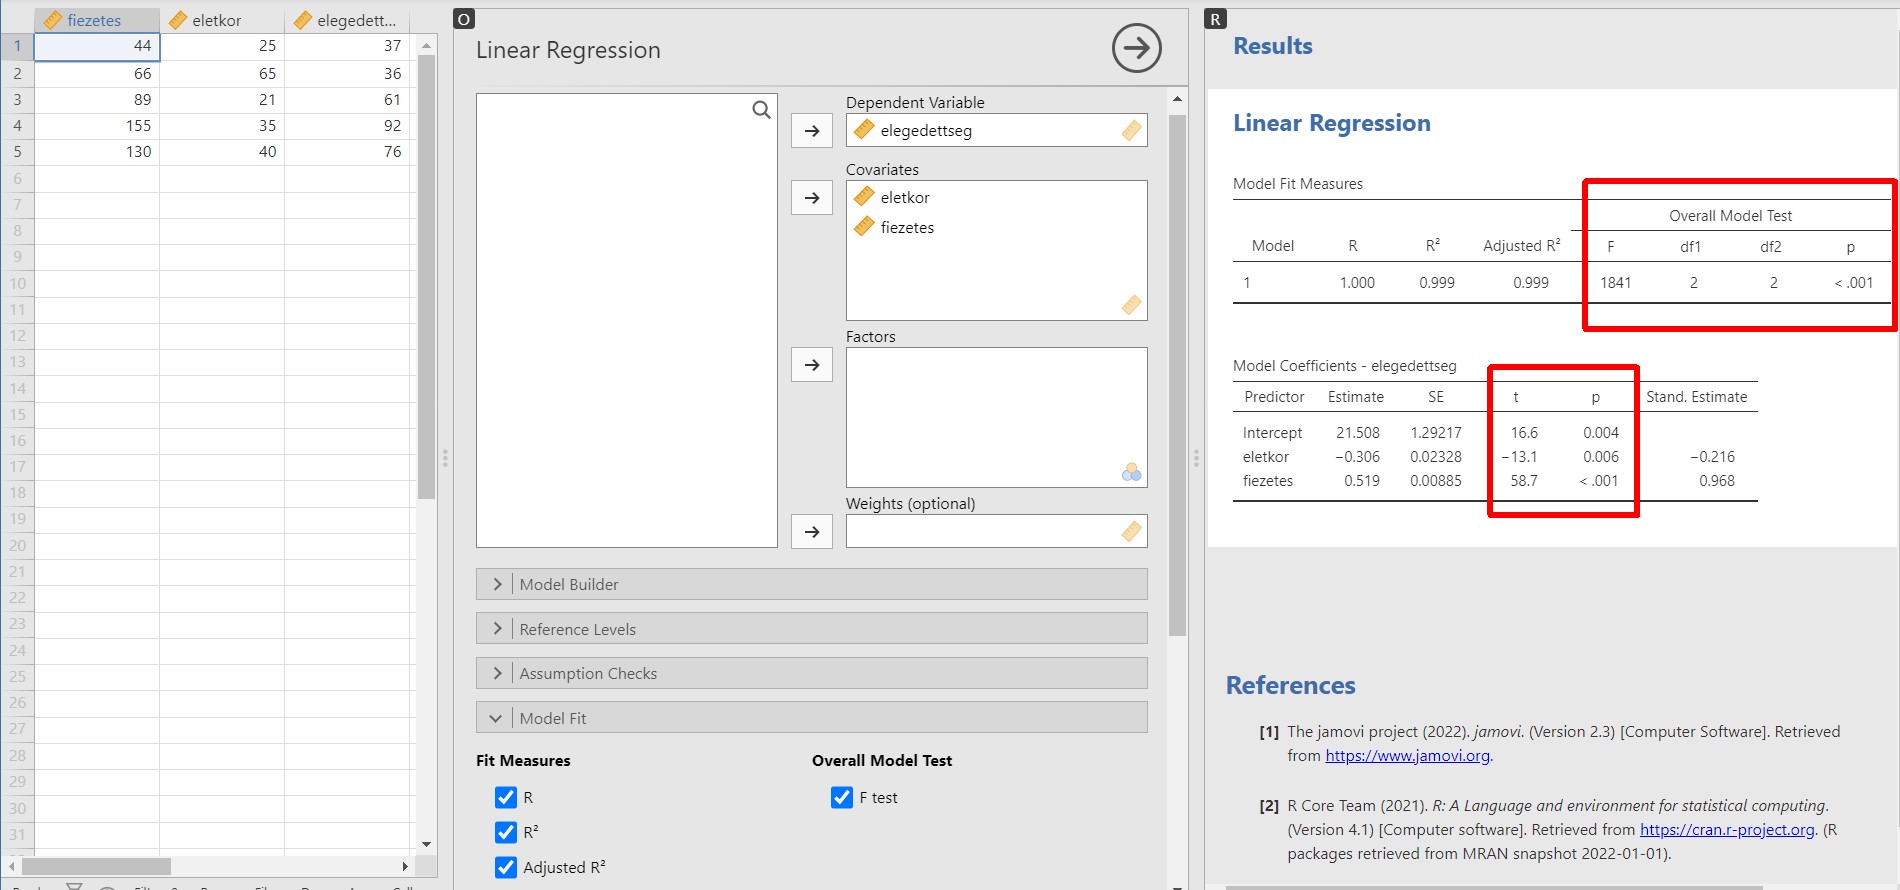 fiezetes eletkor elegedett...
1 44 25 37
2 66 65 36
3 89 21 61
4 155 35 92
5 130 40 76
6
7
8
9
10
11
12
13
14
15
16
17
18
19
20
21
22
23
24
25
26
27
28
29
30
31
O
Linear Regression
Dependent Variable
elegedettseg
Covariates
eletkor
fiezetes
Factors
Weights (optional)
Model Builder
Reference Levels
Assumption Checks
Model Fit
Fit Measures
R
R²
Adjusted R²
Overall Model Test
F test
R
Results
Linear Regression
Model Fit Measures
Overall Model Test
Model R R² Adjusted R² F df1 df2 p
1 1.000 0.999 0.999 1841 2 2 < .001
Model Coefficients - elegedettseg
Predictor Estimate SE t p Stand. Estimate
Intercept 21.508 1.29217 16.6 0.004
eletkor −0.306 0.02328 −13.1 0.006 −0.216
fiezetes 0.519 0.00885 58.7 < .001 0.968
References
[1] The jamovi project (2022). jamovi. (Version 2.3) [Computer Software]. Retrieved
from https://www.jamovi.org.
[2] R Core Team (2021). R: A Language and environment for statistical computing.
(Version 4.1) [Computer software]. Retrieved from https://cran.r-project.org. (R
packages retrieved from MRAN snapshot 2022-01-01).